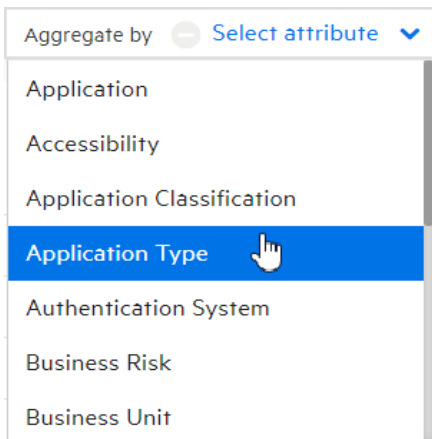 Aggregate by Select attribute
Application
Accessibility
Application Classification
Application Type
Authentication System
Business Risk
Business Unit